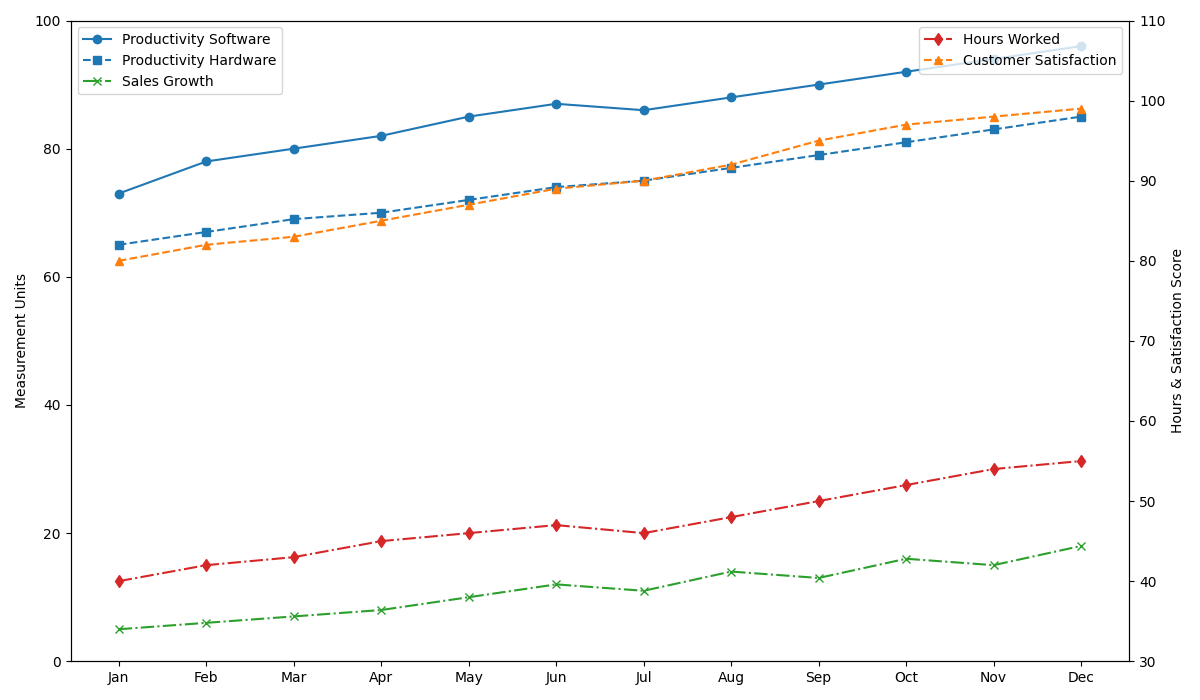 100
80
60
40
20
0
Measurement Units
Productivity Software
Productivity Hardware
Sales Growth
Hours Worked
Customer Satisfaction
110
100
90
80
70
60
50
40
30
Hours & Satisfaction Score
Jan Feb Mar Apr May Jun Jul Aug Sep Oct Nov Dec